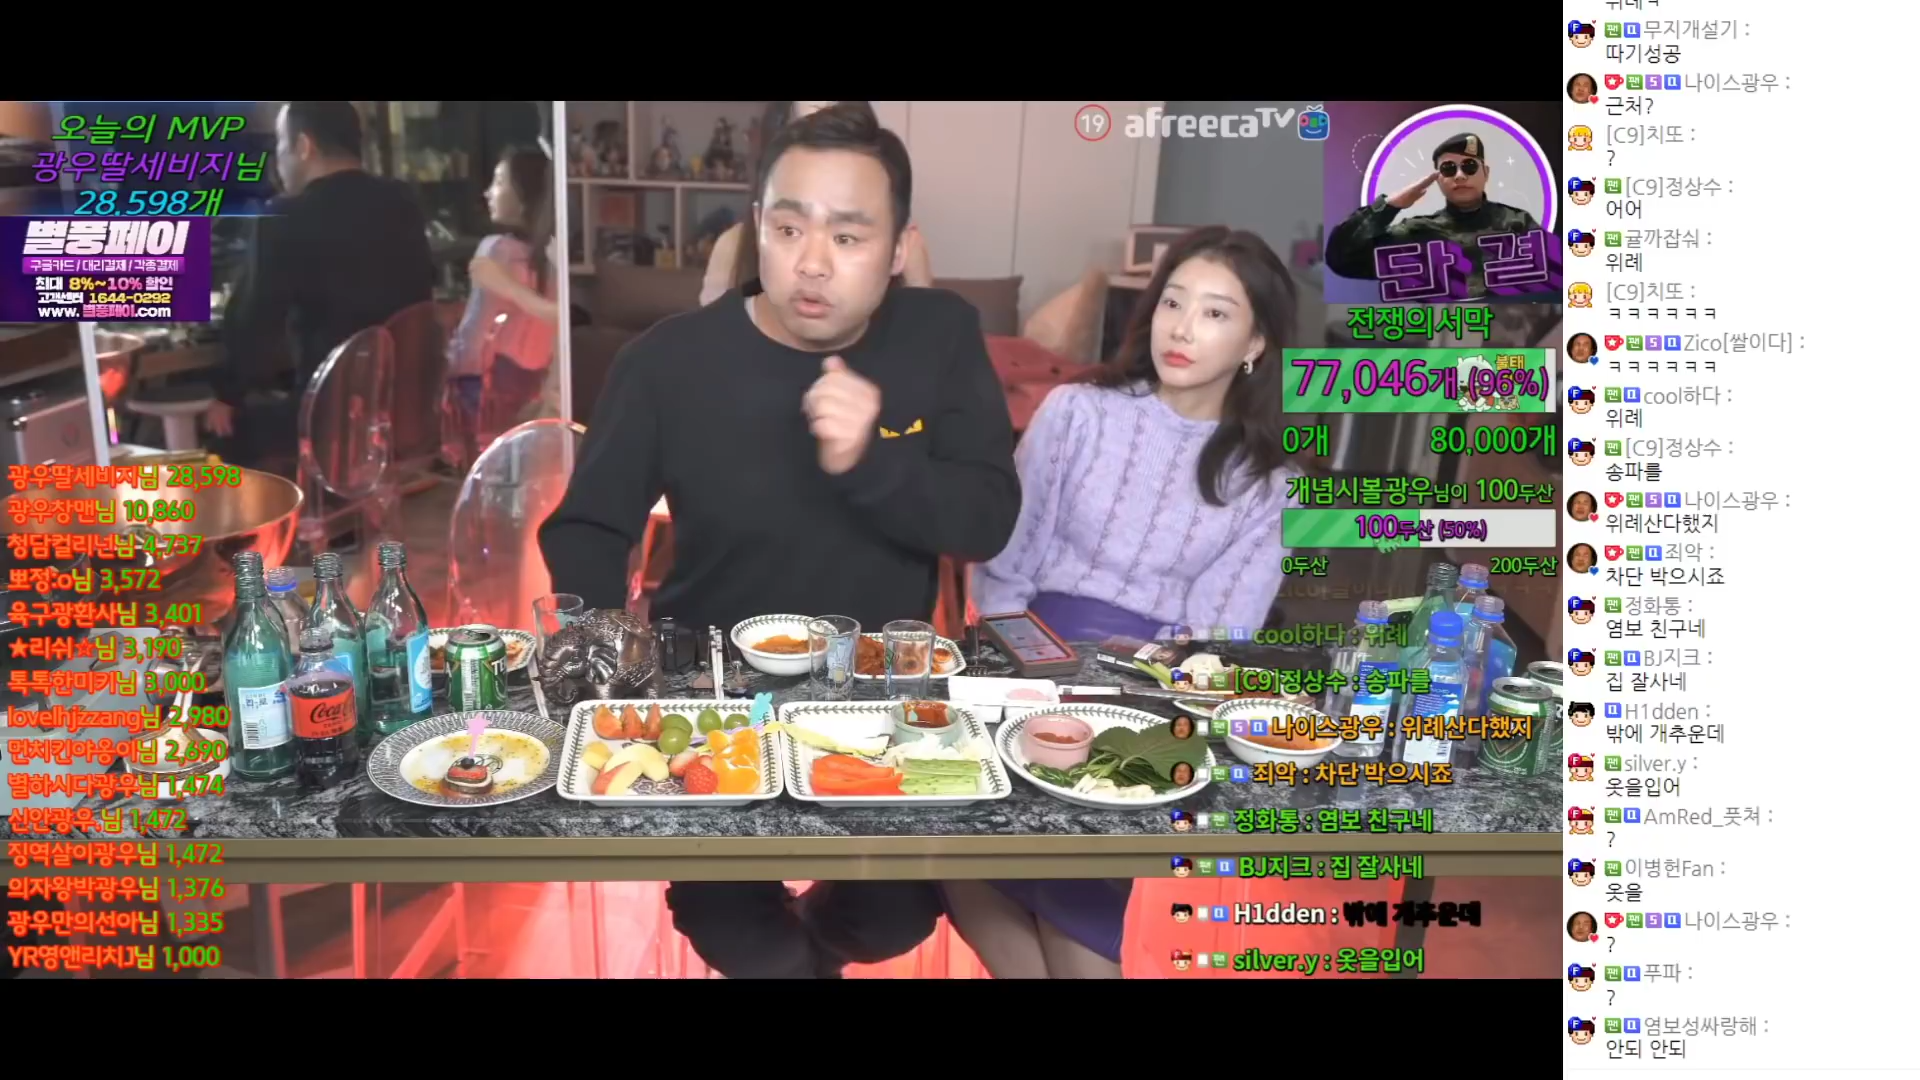 오늘의 MVP
광우딸세비지님
28,598개
별풍페이
구글카드/대리결제/각종결제
최대 8%~10% 할인
고객센터 1644-0292
www.별풍페이.com
광우딸세비지님 28,598
광우창맨님 10,860
청담컬리넌님 4,737
뽀정:o님 3,572
육구광환사님 3,401
★리쉬☆님 3,190
톡톡한미키님 3,000
lovelhjzzang님 2,980
먼치킨야옹이님 2,690
별하시다광우님 1,474
신안광우,님 1,472
징역살이광우님 1,472
의자왕박광우님 1,376
광우만의선아님 1,335
YR영앤리치J님 1,000
19 afreecaTV
단결
전쟁의서막
불태
77,046개 (96%)
0개 80,000개
개념시볼광우님이 100두산
100두산 (50%)
0두산 200두산
Coca-Cola
cool하다 : 위례
[C9]정상수 : 송파를
나이스광우 : 위례산다했지
죄악 : 차단 박으시죠
정화통 : 염보 친구네
BJ지크 : 집 잘사네
H1dden : 밖에 개추운데
silver.y : 옷을입어
무지개설기 :
따기성공
나이스광우 :
근처?
[C9]치또 :
?
[C9]정상수 :
어어
귤까잡숴 :
위례
[C9]치또 :
ㅋㅋㅋㅋㅋㅋ
Zico[쌀이다] :
ㅋㅋㅋㅋㅋㅋ
cool하다 :
위례
[C9]정상수 :
송파를
나이스광우 :
위례산다했지
죄악 :
차단 박으시죠
정화통 :
염보 친구네
BJ지크 :
집 잘사네
H1dden :
밖에 개추운데
silver.y :
옷을입어
AmRed_풋쳐 :
?
이병헌Fan :
옷을
나이스광우 :
?
푸파 :
?
염보성싸랑해 :
안되 안되